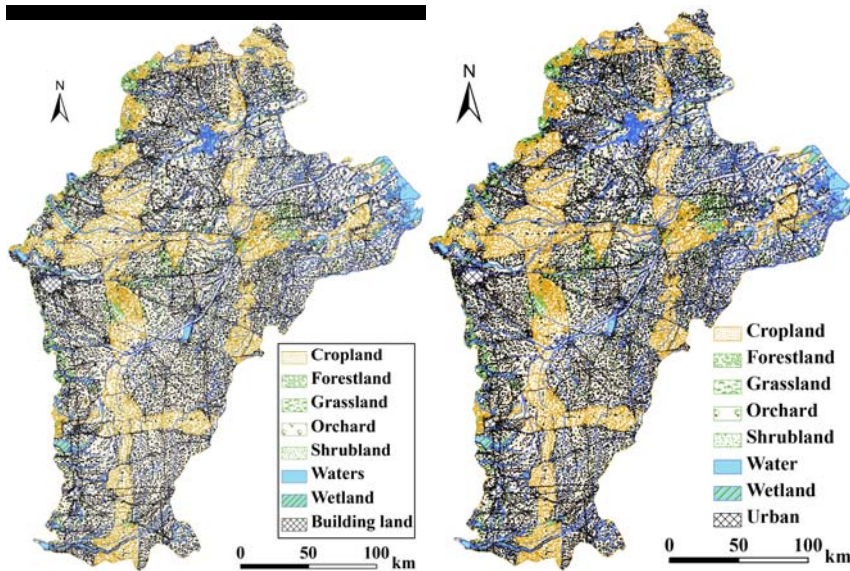 N
Cropland
Forestland
Grassland
Orchard
Shrubland
Waters
Wetland
Building land
0 50 100
km
N
Cropland
Forestland
Grassland
Orchard
Shrubland
Water
Wetland
Urban
0 50 100
km